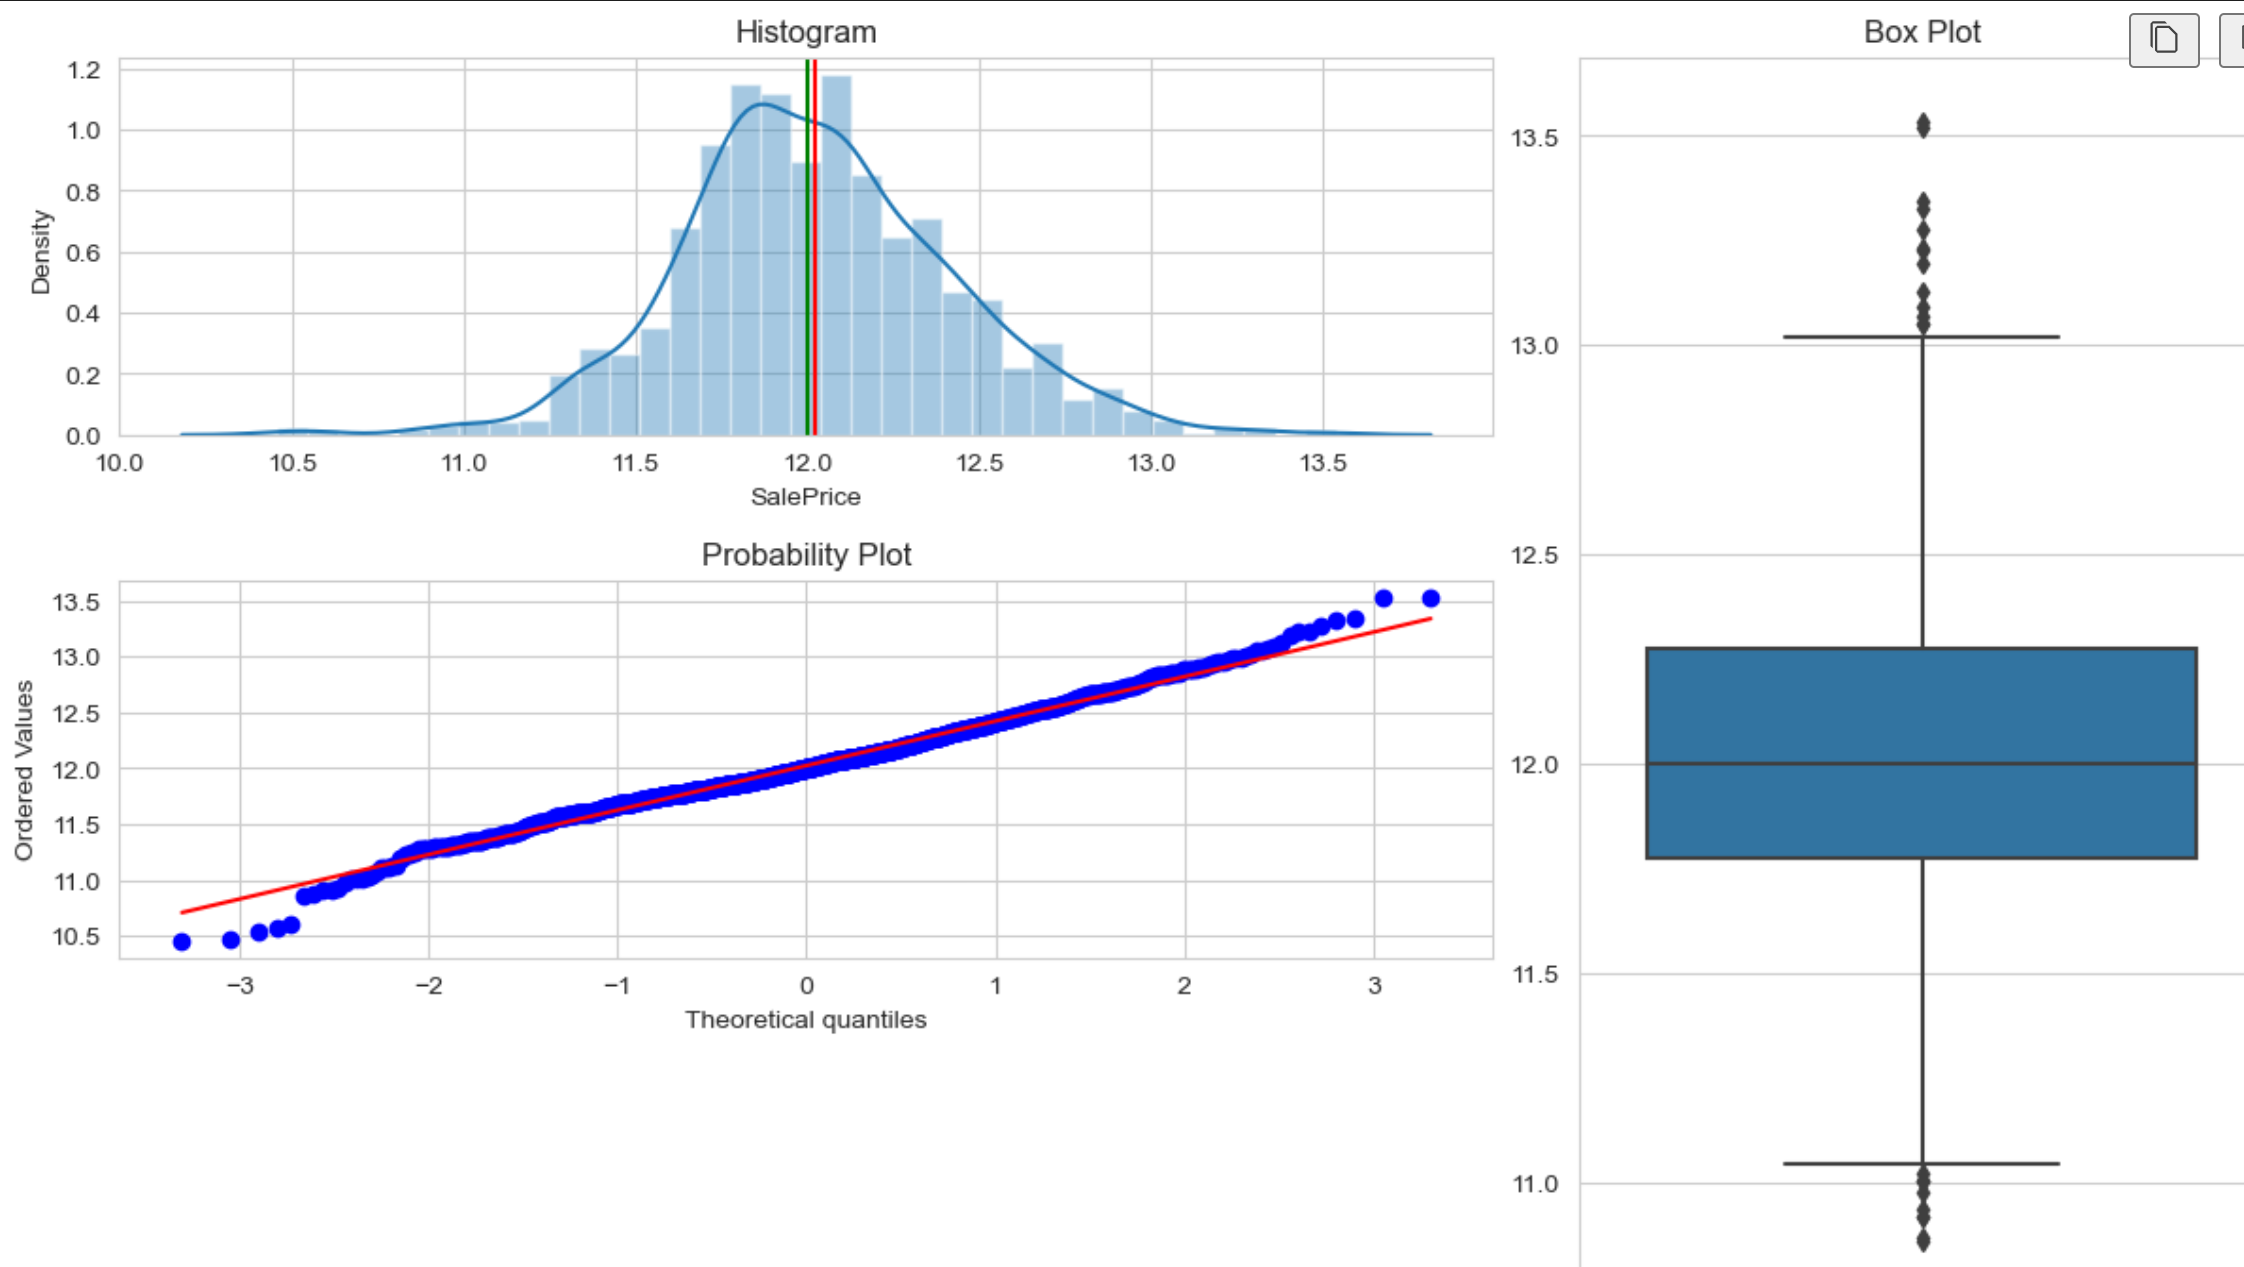 Histogram
1.2
1.0
0.8
0.6
0.4
0.2
0.0
Density
10.0 10.5 11.0 11.5 12.0 12.5 13.0 13.5
SalePrice
Probability Plot
13.5
13.0
12.5
12.0
11.5
11.0
10.5
Ordered Values
−3 −2 −1 0 1 2 3
Theoretical quantiles
Box Plot
13.5
13.0
12.5
12.0
11.5
11.0